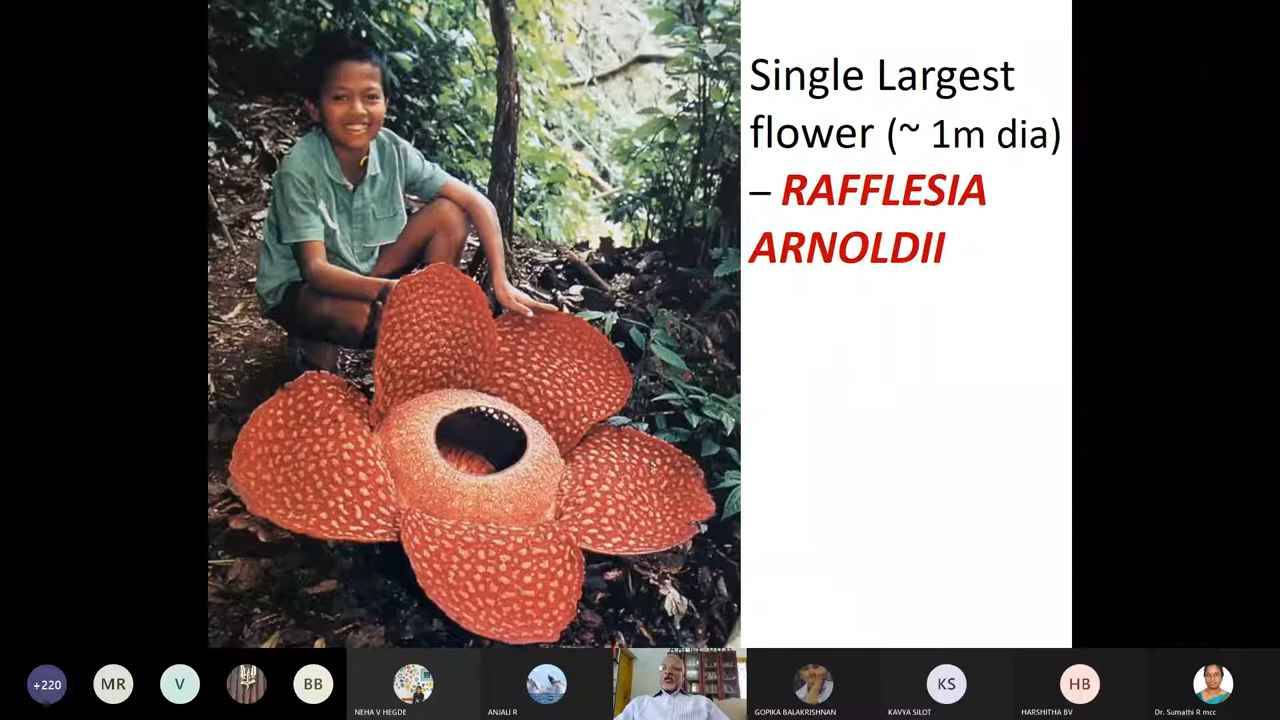 Single Largest
flower (~ 1m dia)
– RAFFLESIA
ARNOLDII
+220
MR
V
BB
NEHA V HEGDE
ANJALI R
GOPIKA BALAKRISHNAN
KS
KAVYA SILOT
HB
HARSHITHA BV
Dr. Sumathi R mcc